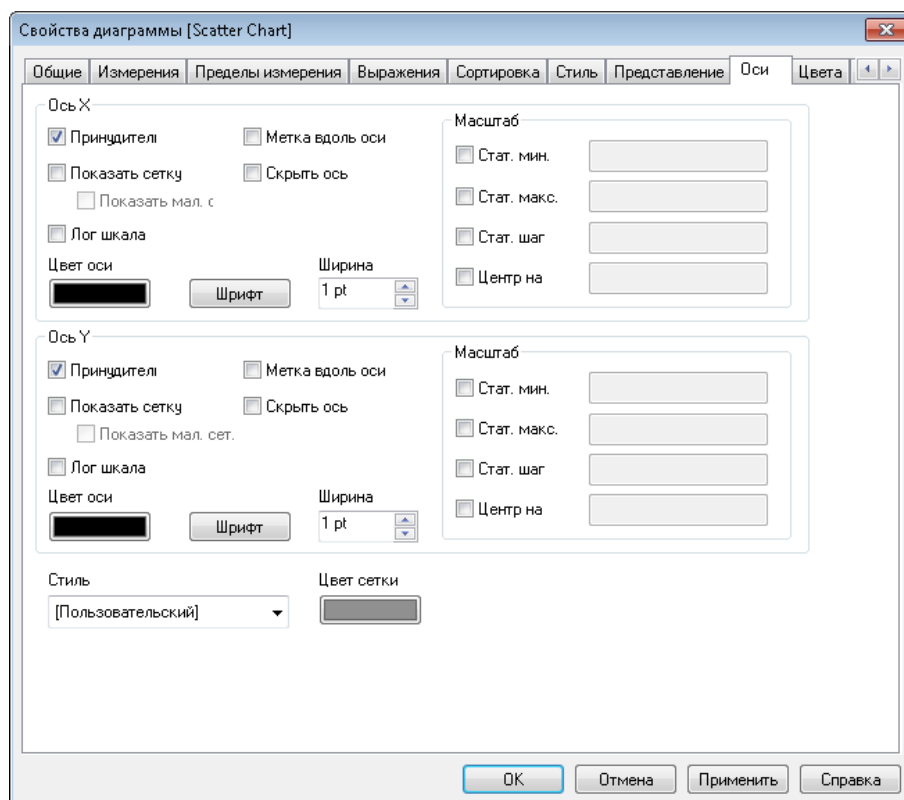 Свойства диаграммы [Scatter Chart]
Общие Измерения Пределы измерения Выражения Сортировка Стиль Представление Оси Цвета
Ось X
Принудителı
Метка вдоль оси
Показать сетку
Скрыть ось
Показать мал. с
Лог шкала
Цвет оси
Шрифт
Ширина
1 pt
Масштаб
Стат. мин.
Стат. макс.
Стат. шаг
Центр на
Ось Y
Принудителı
Метка вдоль оси
Показать сетку
Скрыть ось
Показать мал. сет.
Лог шкала
Цвет оси
Шрифт
Ширина
1 pt
Масштаб
Стат. мин.
Стат. макс.
Стат. шаг
Центр на
Стиль
[Пользовательский]
Цвет сетки
OK Отмена Применить Справка